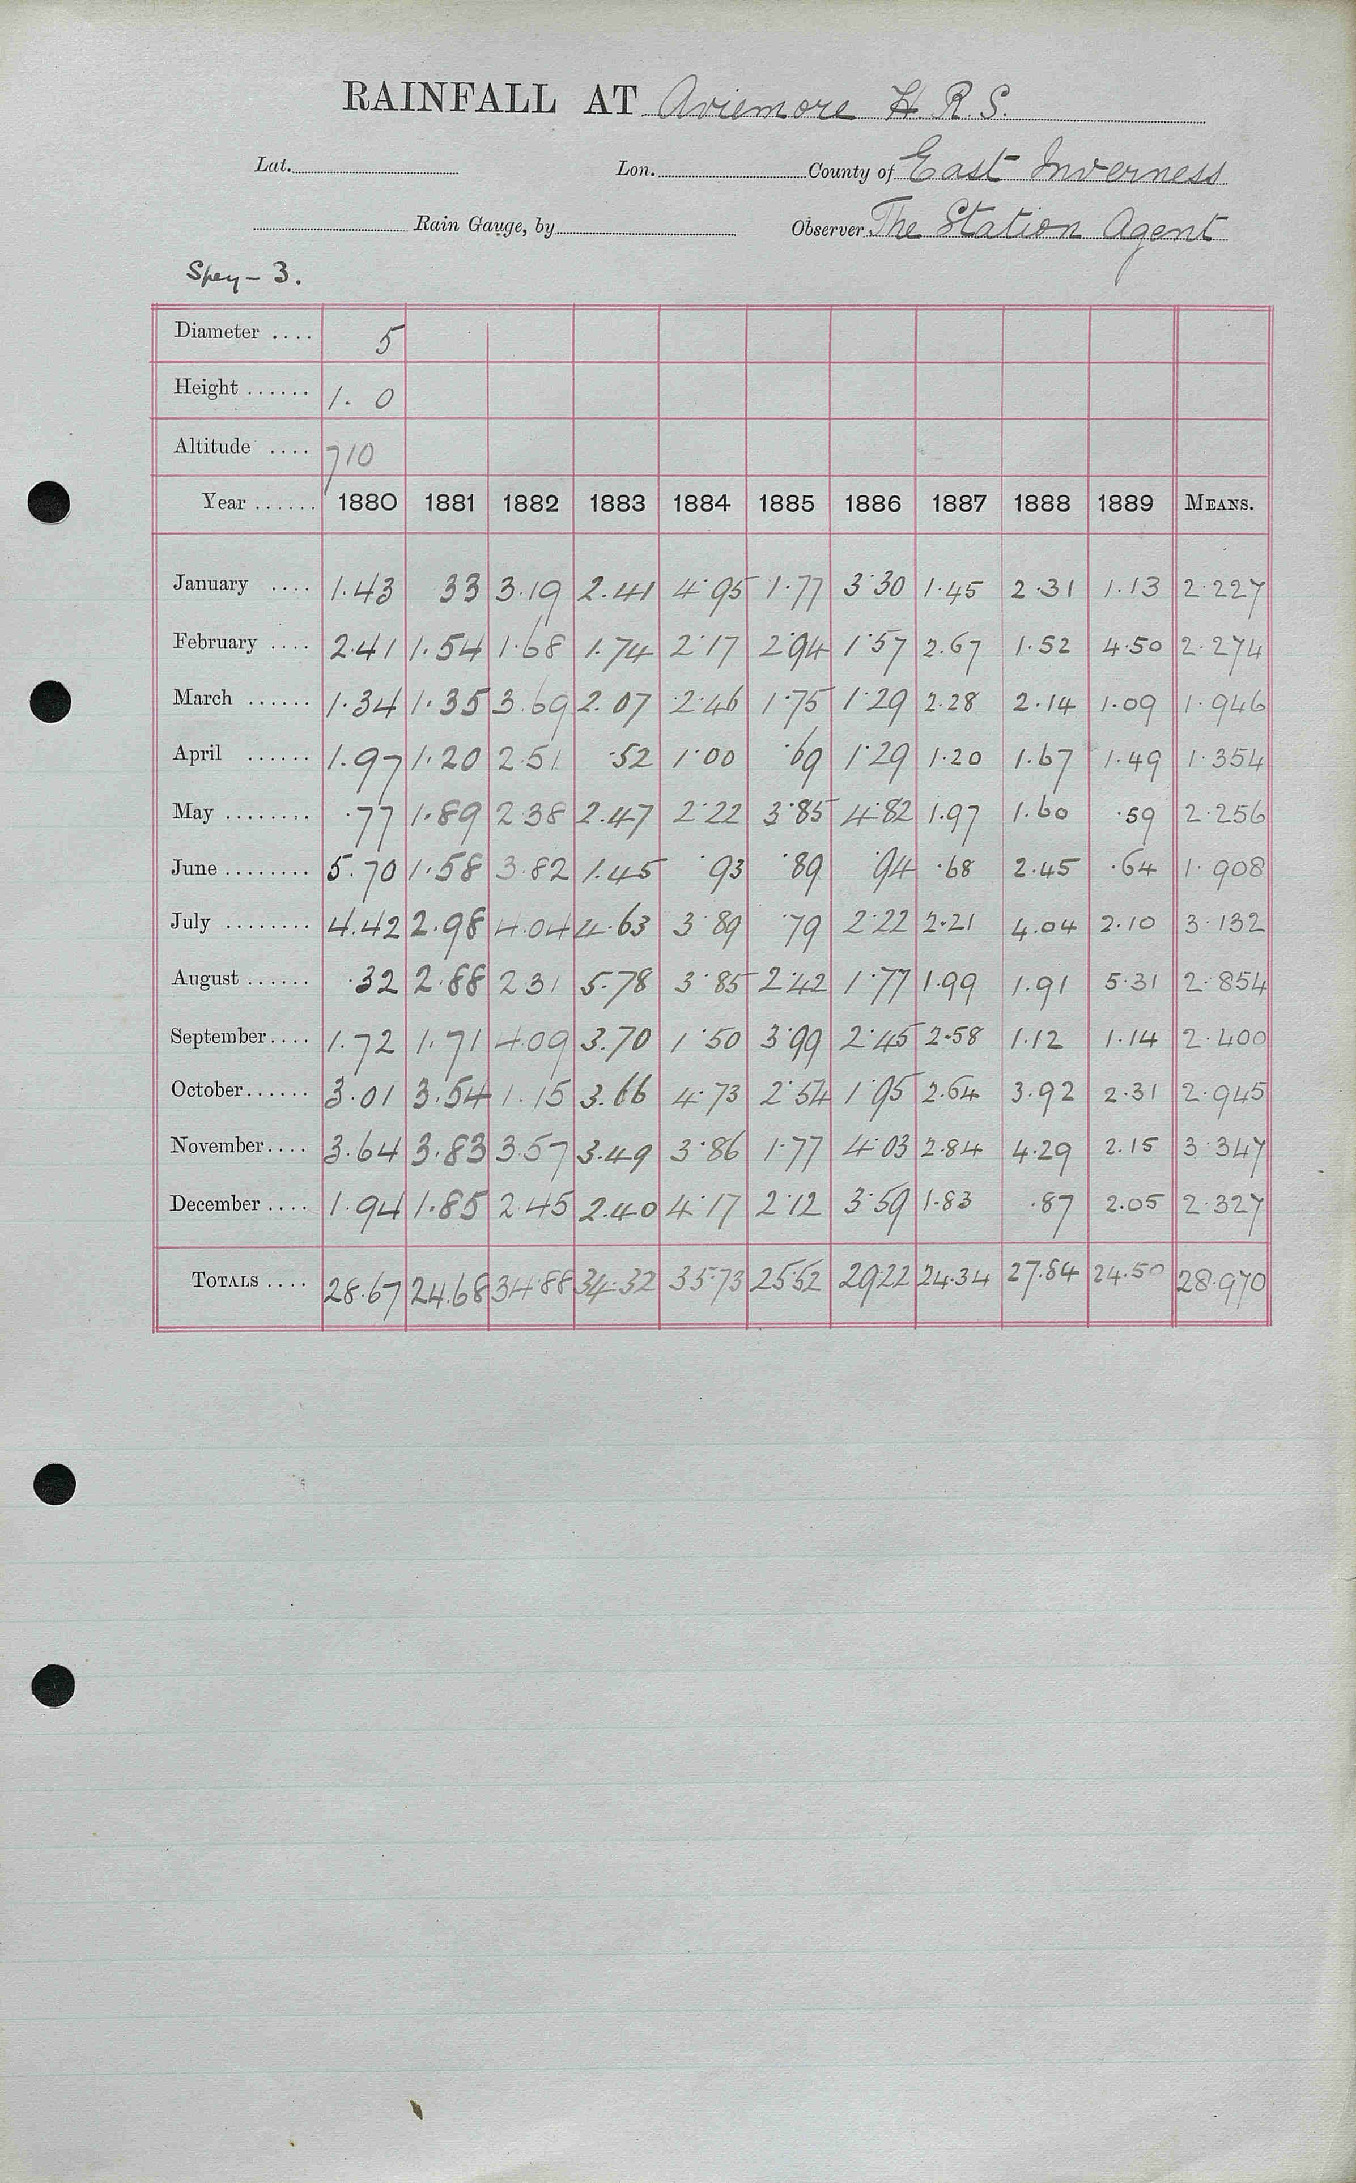 RAINFALL AT Aviemore H.R.S.
Lat. Lon. County of East Inverness
Rain Gauge, by Observer The Station Agent
Spey - 3.
Diameter .... 5
Height ...... 1. 0
Altitude .... 710
Year ...... 1880 1881 1882 1883 1884 1885 1886 1887 1888 1889 MEANS.
January .... 1.43 33 3.19 2.41 4.95 1.77 3.30 1.45 2.31 1.13 2.227
February .... 2.41 1.54 1.68 1.74 2.17 2.94 1.57 2.67 1.52 4.50 2.274
March ...... 1.34 1.35 3.69 2.07 2.46 1.75 1.29 2.28 2.14 1.09 1.946
April ...... 1.97 1.20 2.51 .52 1.00 .69 1.29 1.20 1.67 1.49 1.354
May ........ .77 1.89 2.38 2.47 2.22 3.85 4.82 1.97 1.60 .59 2.256
June ........ 5.70 1.58 3.82 1.45 .93 .89 .94 .68 2.45 .64 1.908
July ........ 4.42 2.98 4.04 4.63 3.89 .79 2.22 2.21 4.04 2.10 3.132
August ...... .32 2.88 2.31 5.78 3.85 2.42 1.77 1.99 1.91 5.31 2.854
September.... 1.72 1.71 4.09 3.70 1.50 3.99 2.45 2.58 1.12 1.14 2.400
October...... 3.01 3.54 1.15 3.66 4.73 2.54 1.95 2.64 3.92 2.31 2.945
November.... 3.64 3.83 3.57 3.49 3.86 1.77 4.03 2.84 4.29 2.15 3.347
December .... 1.94 1.85 2.45 2.40 4.17 2.12 3.59 1.83 .87 2.05 2.327
TOTALS .... 28.67 24.68 34.88 34.32 35.73 25.52 29.22 24.34 27.84 24.50 28.970